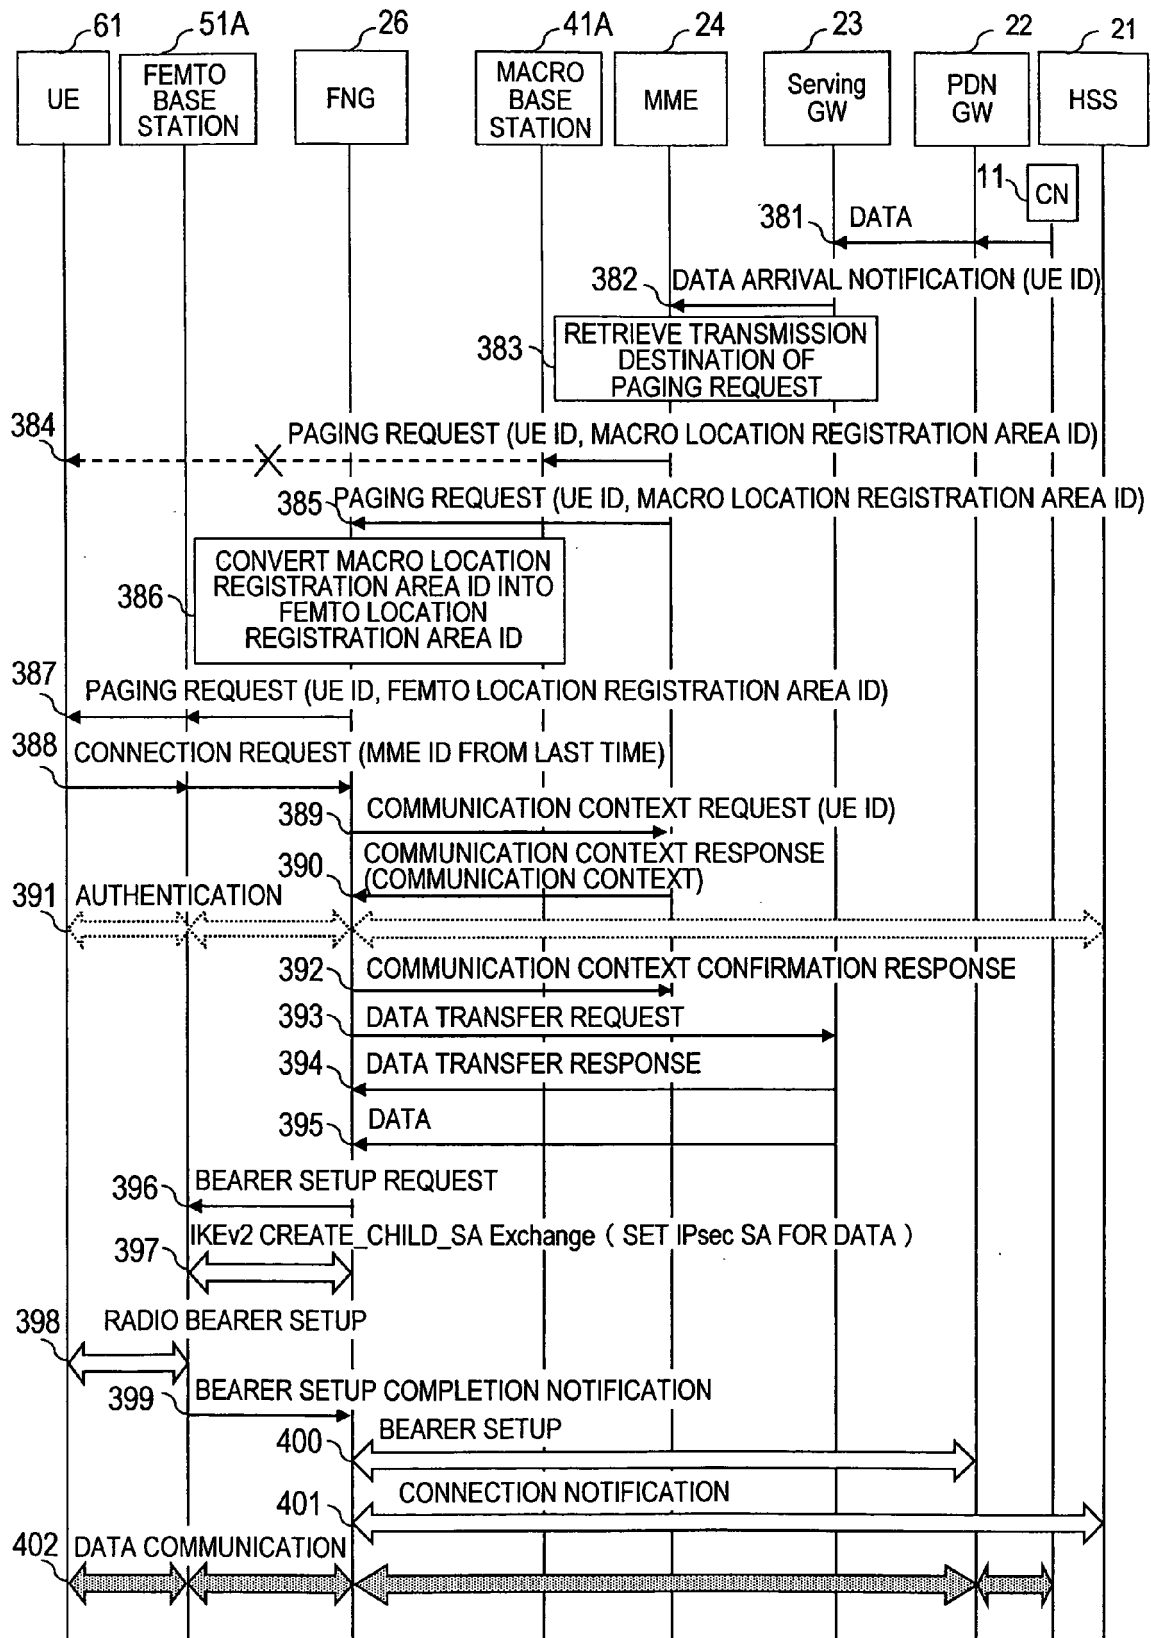 61
51A
26
41A
24
23
22
21
UE
FEMTO
BASE
STATION
FNG
MACRO
BASE
STATION
MME
Serving
GW
PDN
GW
HSS
11
CN
381
DATA
382
DATA ARRIVAL NOTIFICATION (UE ID)
383
RETRIEVE TRANSMISSION
DESTINATION OF
PAGING REQUEST
384
PAGING REQUEST (UE ID, MACRO LOCATION REGISTRATION AREA ID)
385
PAGING REQUEST (UE ID, MACRO LOCATION REGISTRATION AREA ID)
386
CONVERT MACRO LOCATION
REGISTRATION AREA ID INTO
FEMTO LOCATION
REGISTRATION AREA ID
387
PAGING REQUEST (UE ID, FEMTO LOCATION REGISTRATION AREA ID)
388
CONNECTION REQUEST (MME ID FROM LAST TIME)
389
COMMUNICATION CONTEXT REQUEST (UE ID)
390
COMMUNICATION CONTEXT RESPONSE
(COMMUNICATION CONTEXT)
391
AUTHENTICATION
392
COMMUNICATION CONTEXT CONFIRMATION RESPONSE
393
DATA TRANSFER REQUEST
394
DATA TRANSFER RESPONSE
395
DATA
396
BEARER SETUP REQUEST
397
IKEv2 CREATE_CHILD_SA Exchange ( SET IPsec SA FOR DATA )
398
RADIO BEARER SETUP
399
BEARER SETUP COMPLETION NOTIFICATION
400
BEARER SETUP
401
CONNECTION NOTIFICATION
402
DATA COMMUNICATION